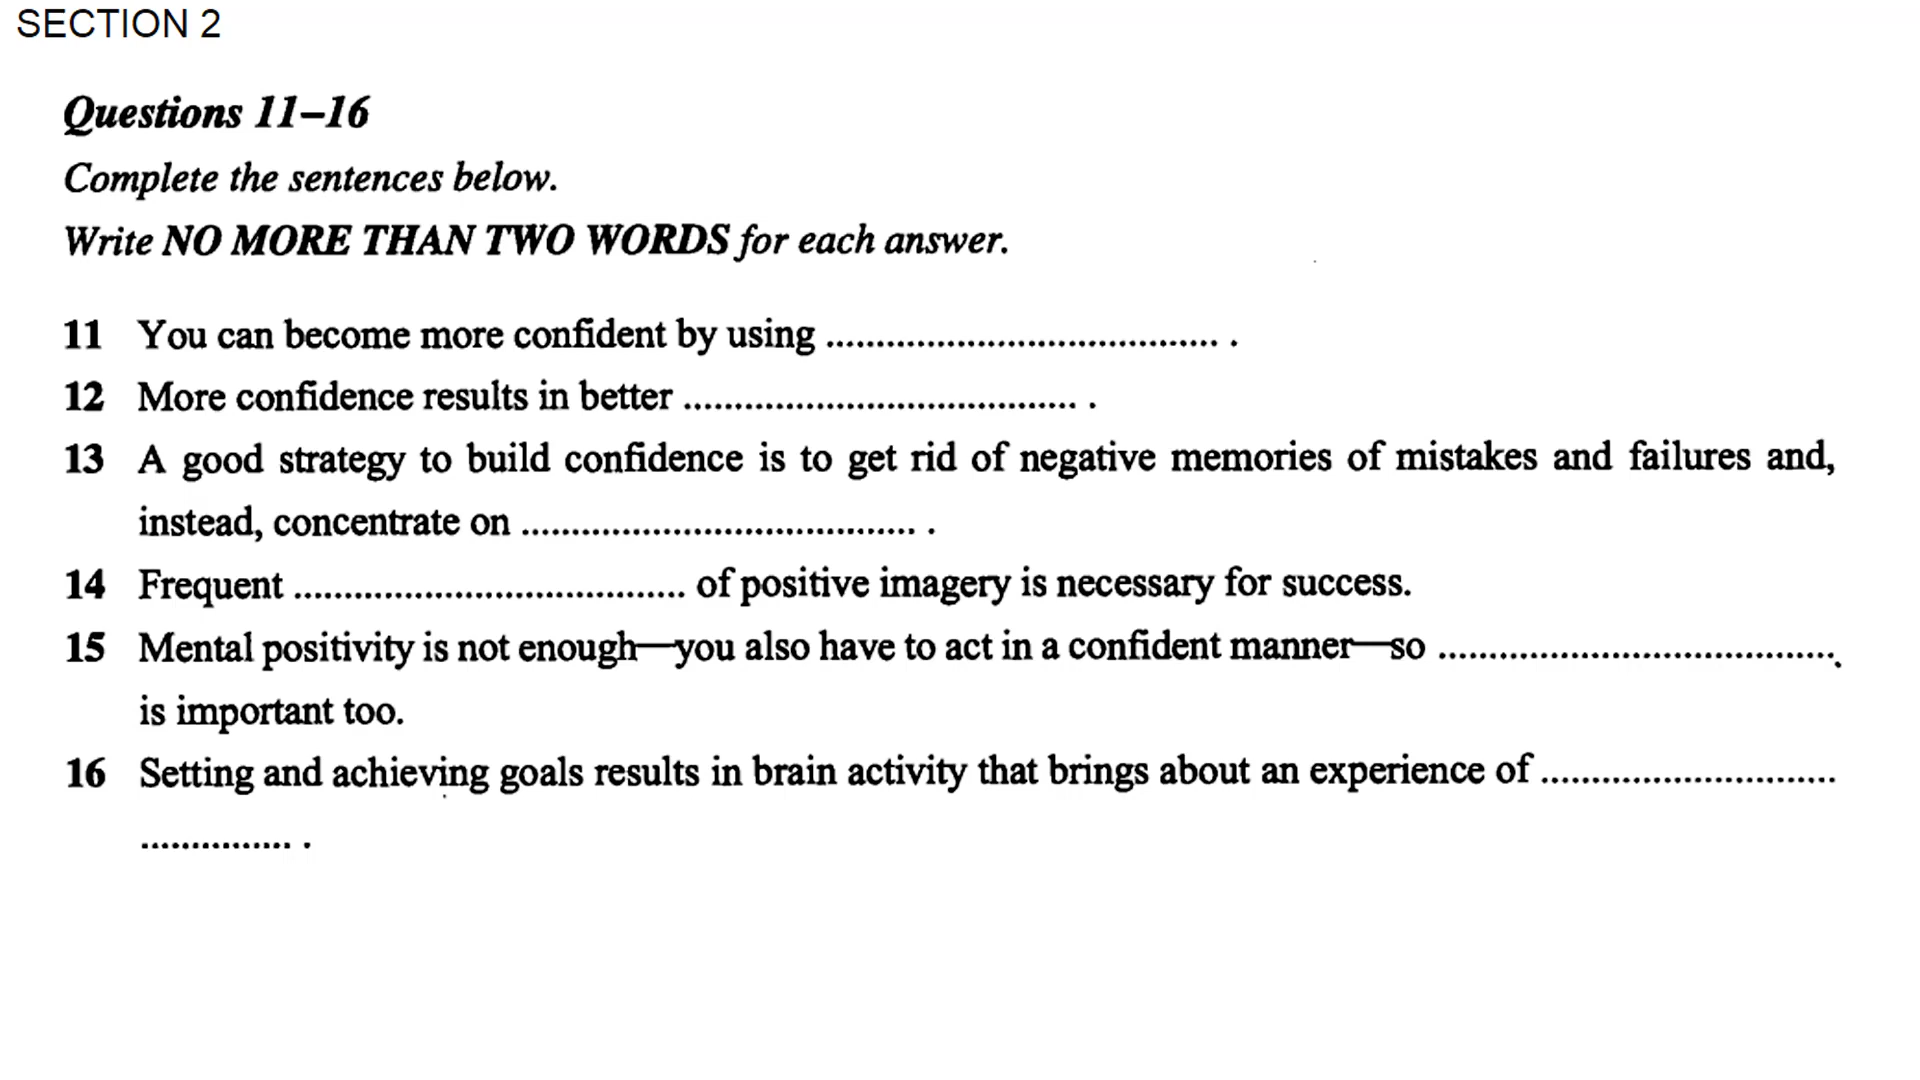 SECTION 2
Questions 11–16
Complete the sentences below.
Write NO MORE THAN TWO WORDS for each answer.
11 You can become more confident by using ....................................... .
12 More confidence results in better ....................................... .
13 A good strategy to build confidence is to get rid of negative memories of mistakes and failures and,
instead, concentrate on ....................................... .
14 Frequent ....................................... of positive imagery is necessary for success.
15 Mental positivity is not enough—you also have to act in a confident manner—so .......................................
is important too.
16 Setting and achieving goals results in brain activity that brings about an experience of .............................
............... .